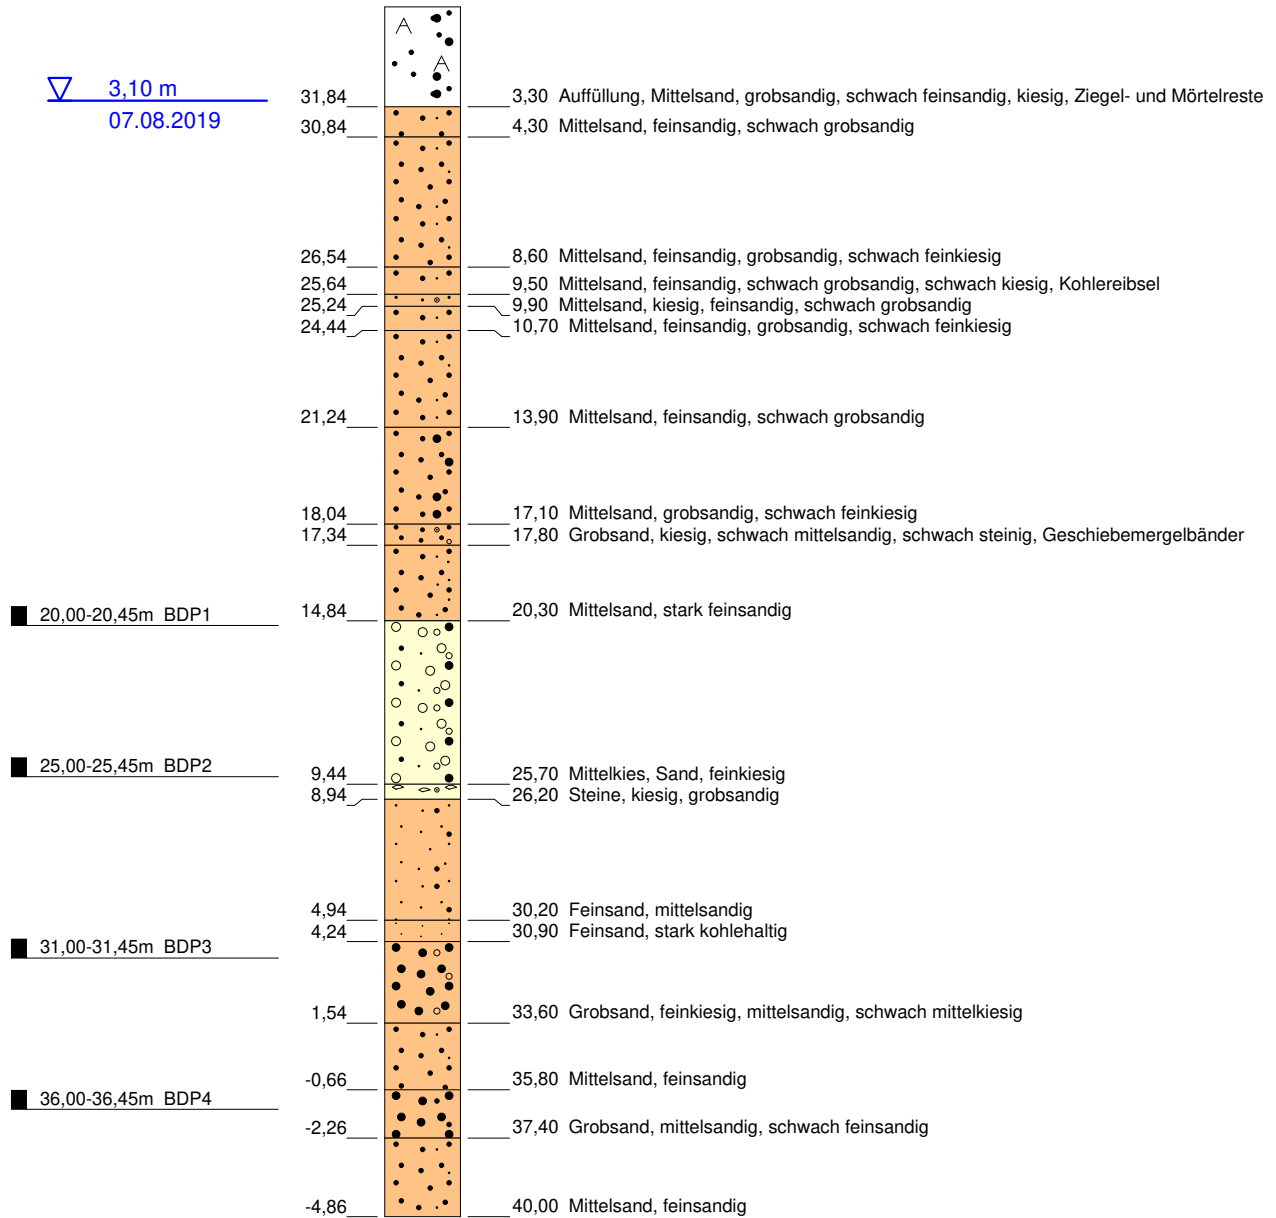 A
A
3,10 m
07.08.2019
31,84 3,30 Auffüllung, Mittelsand, grobsandig, schwach feinsandig, kiesig, Ziegel- und Mörtelreste
30,84 4,30 Mittelsand, feinsandig, schwach grobsandig
26,54 8,60 Mittelsand, feinsandig, grobsandig, schwach feinkiesig
25,64 9,50 Mittelsand, feinsandig, schwach grobsandig, schwach kiesig, Kohlereibsel
25,24 9,90 Mittelsand, kiesig, feinsandig, schwach grobsandig
24,44 10,70 Mittelsand, feinsandig, grobsandig, schwach feinkiesig
21,24 13,90 Mittelsand, feinsandig, schwach grobsandig
18,04 17,10 Mittelsand, grobsandig, schwach feinkiesig
17,34 17,80 Grobsand, kiesig, schwach mittelsandig, schwach steinig, Geschiebemergelbänder
20,00-20,45m BDP1 14,84 20,30 Mittelsand, stark feinsandig
25,00-25,45m BDP2 9,44 25,70 Mittelkies, Sand, feinkiesig
8,94 26,20 Steine, kiesig, grobsandig
4,94 30,20 Feinsand, mittelsandig
4,24 30,90 Feinsand, stark kohlehaltig
31,00-31,45m BDP3
1,54 33,60 Grobsand, feinkiesig, mittelsandig, schwach mittelkiesig
-0,66 35,80 Mittelsand, feinsandig
36,00-36,45m BDP4
-2,26 37,40 Grobsand, mittelsandig, schwach feinsandig
-4,86 40,00 Mittelsand, feinsandig